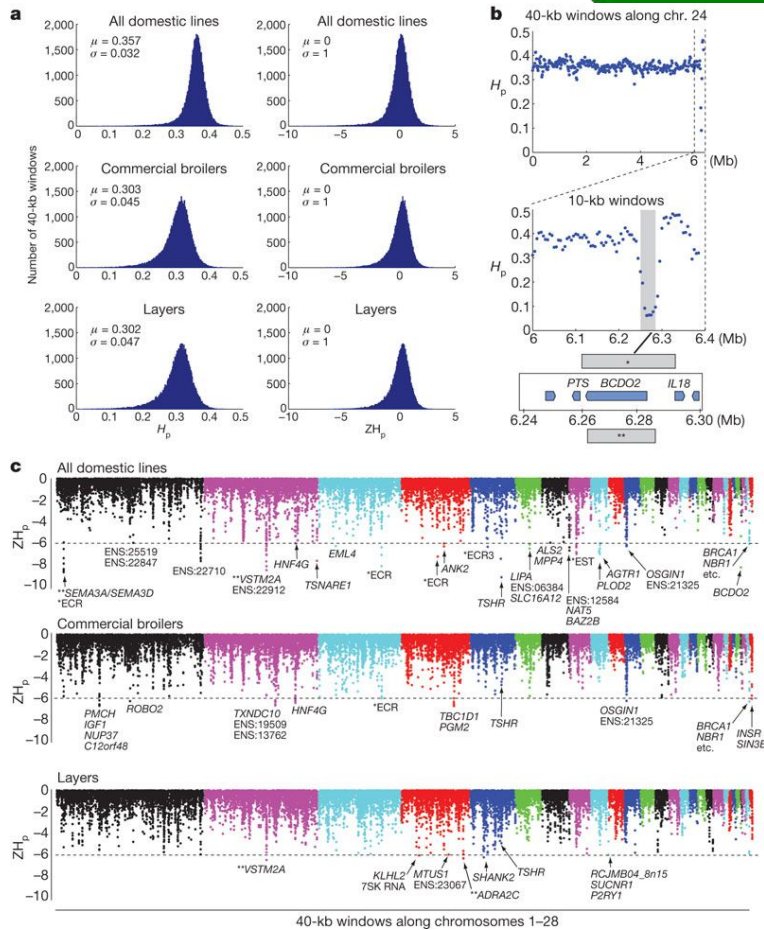 a
All domestic lines
All domestic lines
2,000
1,500
1,000
500
0
μ = 0.357
σ = 0.032
0 0.1 0.2 0.3 0.4 0.5
2,000
1,500
1,000
500
0
μ = 0
σ = 1
−10 −5 0 5
Number of 40-kb windows
Commercial broilers
Commercial broilers
2,000
1,500
1,000
500
0
μ = 0.303
σ = 0.045
0 0.1 0.2 0.3 0.4 0.5
2,000
1,500
1,000
500
0
μ = 0
σ = 1
−10 −5 0 5
Layers
Layers
2,000
1,500
1,000
500
0
μ = 0.302
σ = 0.047
0 0.1 0.2 0.3 0.4 0.5
Hp
2,000
1,500
1,000
500
0
μ = 0
σ = 1
−10 −5 0 5
ZHp
b
40-kb windows along chr. 24
0.5
0.4
0.3
0.2
0.1
0
Hp
0 2 4 6 (Mb)
10-kb windows
0.5
0.4
0.3
0.2
0.1
0
Hp
6 6.1 6.2 6.3 6.4
(Mb)
*
PTS BCDO2 IL18
6.24 6.26 6.28 6.30 (Mb)
**
c
All domestic lines
0
−2
−4
−6
−8
−10
ZHp
**SEMA3A/SEMA3D
*ECR
ENS:25519
ENS:22847
ENS:22710
**VSTM2A
ENS:22912
HNF4G
TSNARE1
EML4
*ECR
*ECR
ANK2
*ECR3
TSHR
LIPA
ENS:06384
SLC16A12
ALS2
MPP4
*EST
ENS:12584
NAT5
BAZ2B
AGTR1
PLOD2
OSGIN1
ENS:21325
BRCA1
NBR1
etc.
BCDO2
Commercial broilers
0
−2
−4
−6
−8
−10
ZHp
PMCH
IGF1
NUP37
C12orf48
ROBO2
TXNDC10
ENS:19509
ENS:13762
HNF4G
*ECR
TBC1D1
PGM2
TSHR
OSGIN1
ENS:21325
BRCA1
NBR1
etc.
INSR
SIN3B
Layers
0
−2
−4
−6
−8
−10
ZHp
**VSTM2A
KLHL2
7SK RNA
MTUS1
ENS:23067
**ADRA2C
SHANK2
TSHR
RCJMB04_8n15
SUCNR1
P2RY1
40-kb windows along chromosomes 1–28